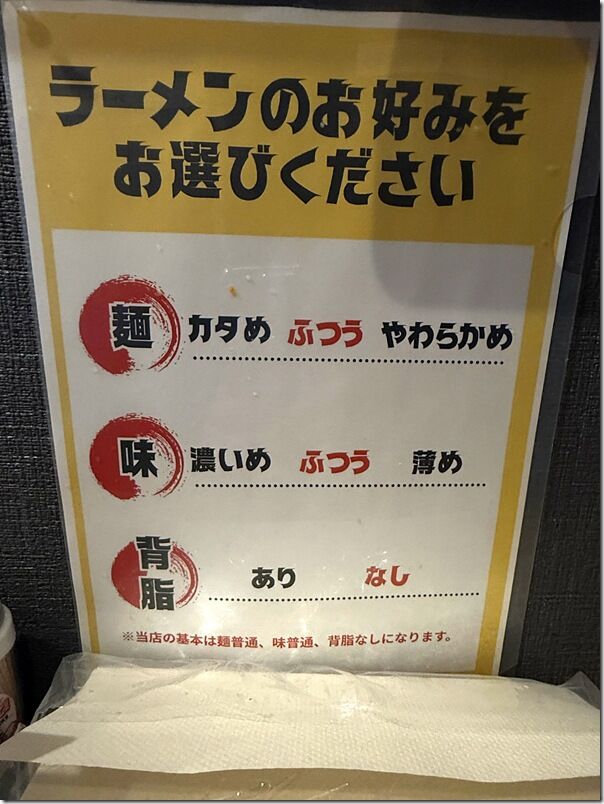 ラーメンのお好みを
お選びください
麺 カタめ ふつう やわらかめ
味 濃いめ ふつう 薄め
背脂 あり なし
※当店の基本は麺普通、味普通、背脂なしになります。